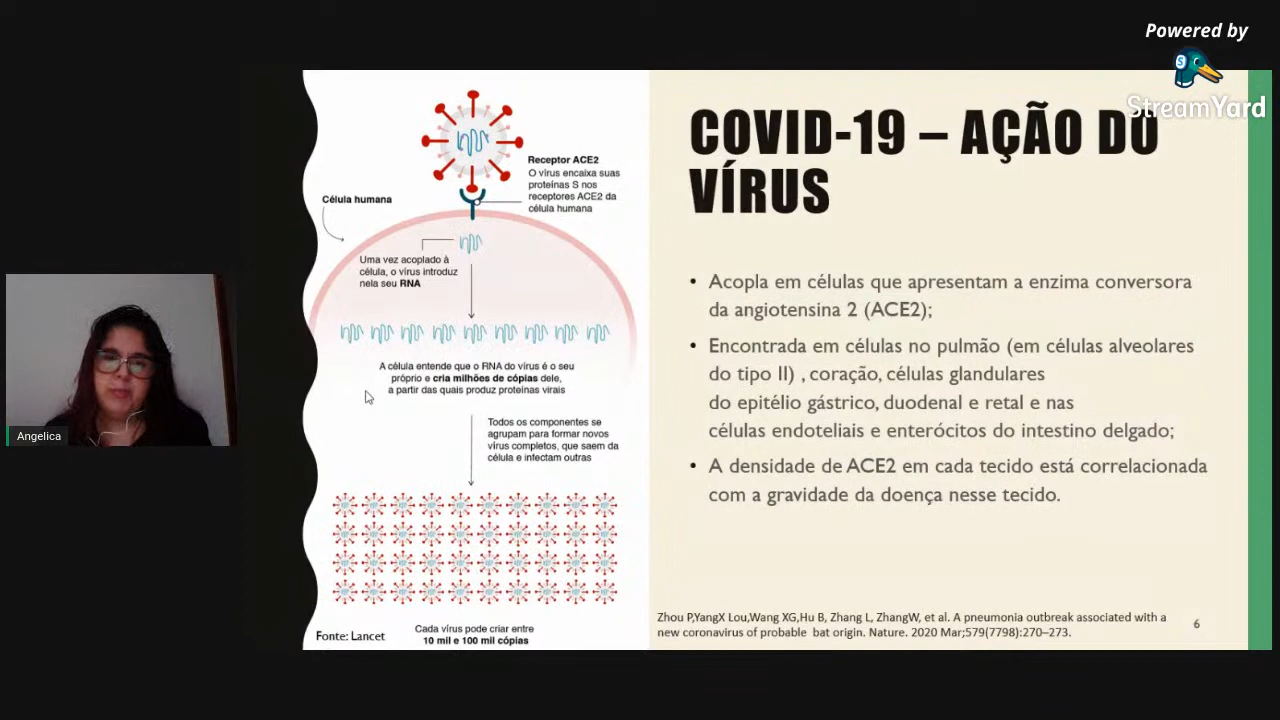 Powered by
StreamYard
COVID-19 – AÇÃO DO
VÍRUS
Receptor ACE2
O vírus encaixa suas
proteínas S nos
receptores ACE2 da
célula humana
Célula humana
Uma vez acoplado à
célula, o vírus introduz
nela seu RNA
A célula entende que o RNA do vírus é o seu
próprio e cria milhões de cópias dele,
a partir das quais produz proteínas virais
Todos os componentes se
agrupam para formar novos
vírus completos, que saem da
célula e infectam outras
Cada vírus pode criar entre
10 mil e 100 mil cópias
Fonte: Lancet
• Acopla em células que apresentam a enzima conversora
da angiotensina 2 (ACE2);
• Encontrada em células no pulmão (em células alveolares
do tipo II) , coração, células glandulares
do epitélio gástrico, duodenal e retal e nas
células endoteliais e enterócitos do intestino delgado;
• A densidade de ACE2 em cada tecido está correlacionada
com a gravidade da doença nesse tecido.
Zhou P,YangX Lou,Wang XG,Hu B, Zhang L, ZhangW, et al. A pneumonia outbreak associated with a
new coronavirus of probable bat origin. Nature. 2020 Mar;579(7798):270–273.
6
Angelica